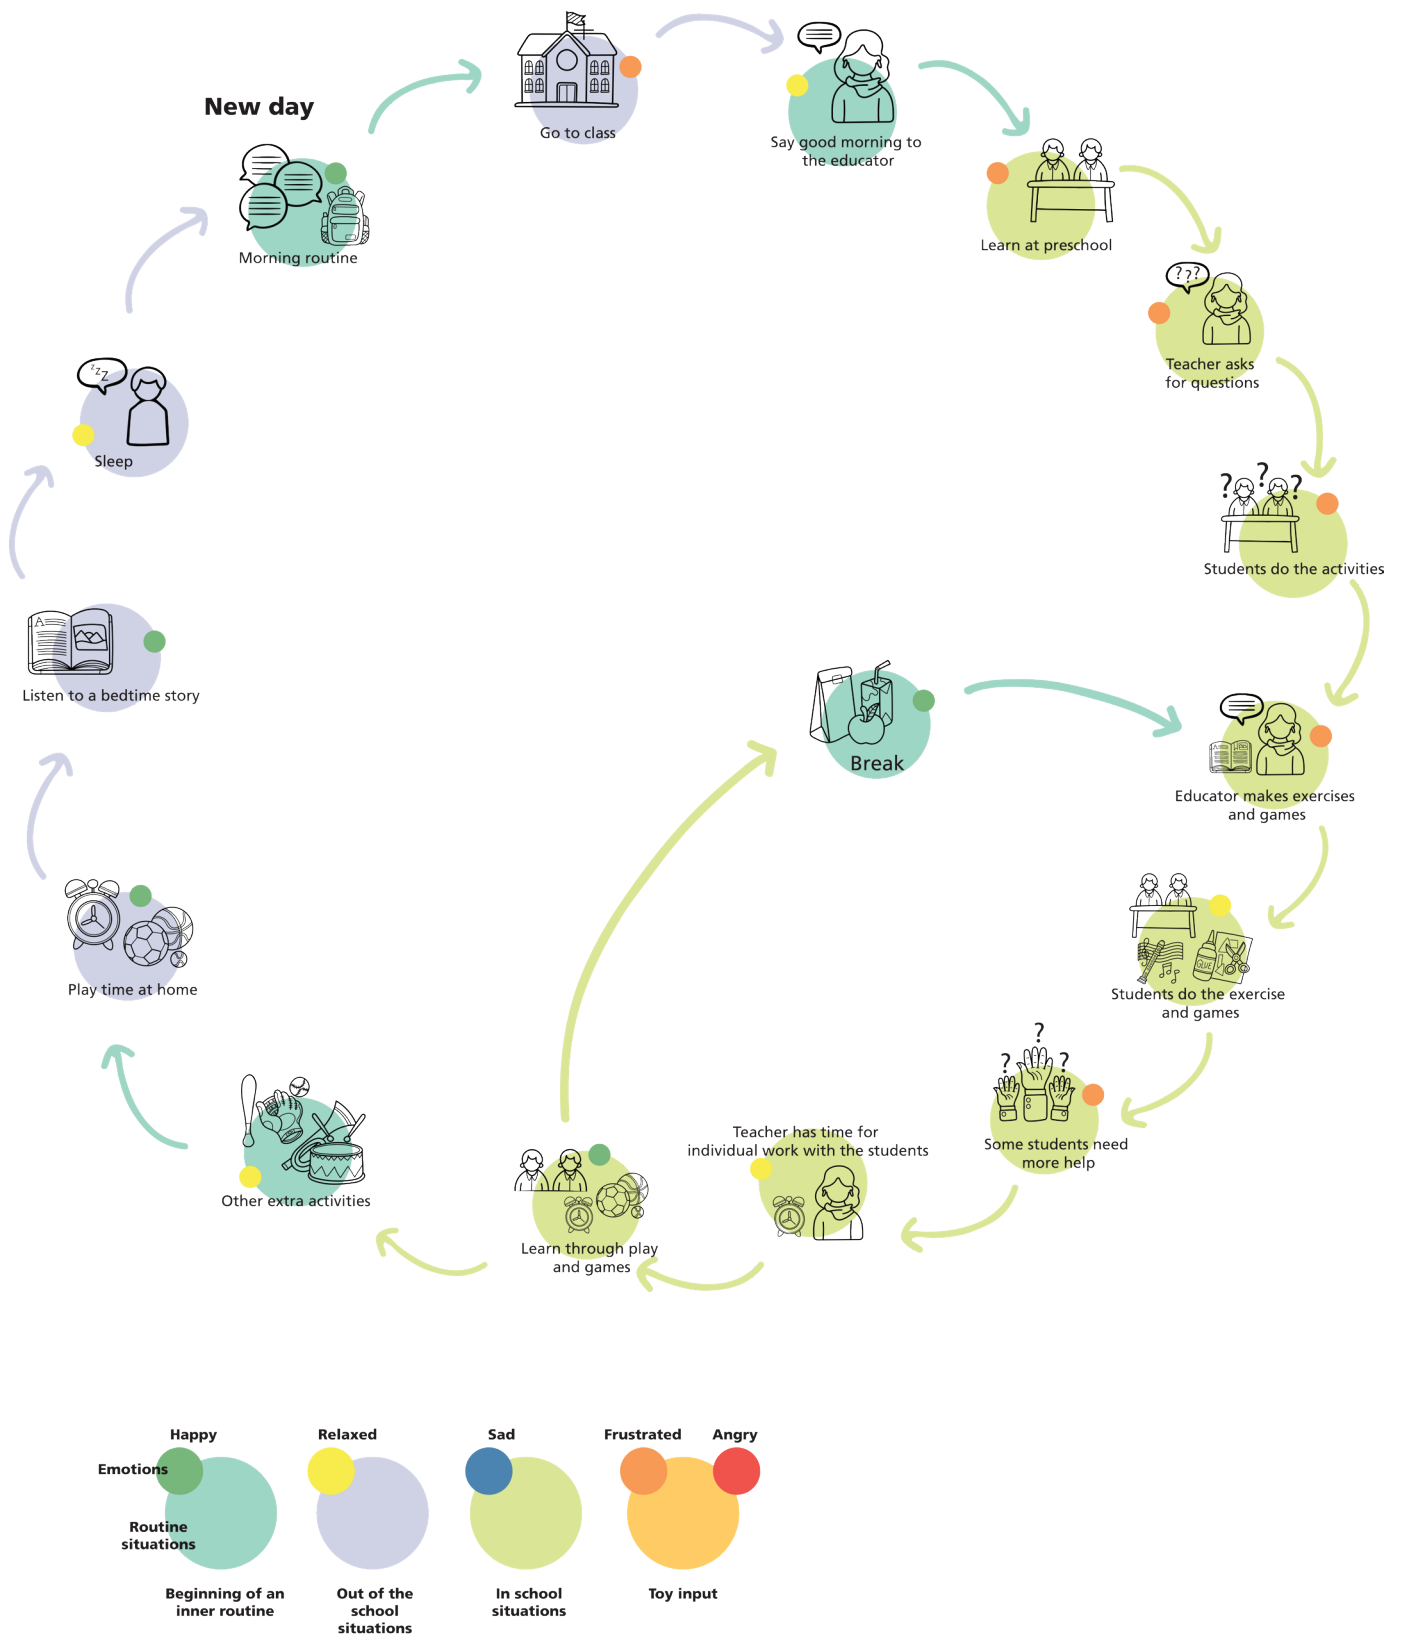 New day
Go to class
Say good morning to
the educator
Morning routine
Learn at preschool
???
Teacher asks
for questions
zzZ
Sleep
? ? ?
Students do the activities
A
Listen to a bedtime story
Break
A
Educator makes exercises
and games
Play time at home
GLUE
Students do the exercise
and games
? ? ?
Some students need
more help
Teacher has time for
individual work with the students
Other extra activities
Learn through play
and games
Happy
Relaxed
Sad
Frustrated
Angry
Emotions
Routine
situations
Beginning of an
inner routine
Out of the
school
situations
In school
situations
Toy input